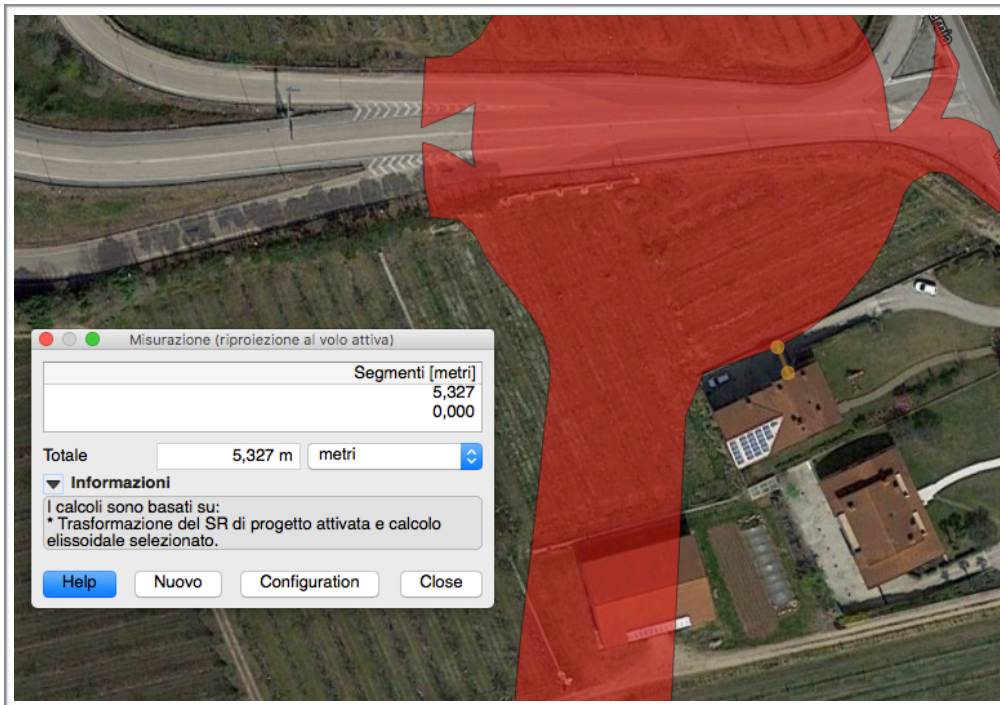 Misurazione (riproiezione al volo attiva)
Segmenti [metri]
5,327
0,000
Totale 5,327 m metri
Informazioni
I calcoli sono basati su:
* Trasformazione del SR di progetto attivata e calcolo
elissoidale selezionato.
Help Nuovo Configuration Close